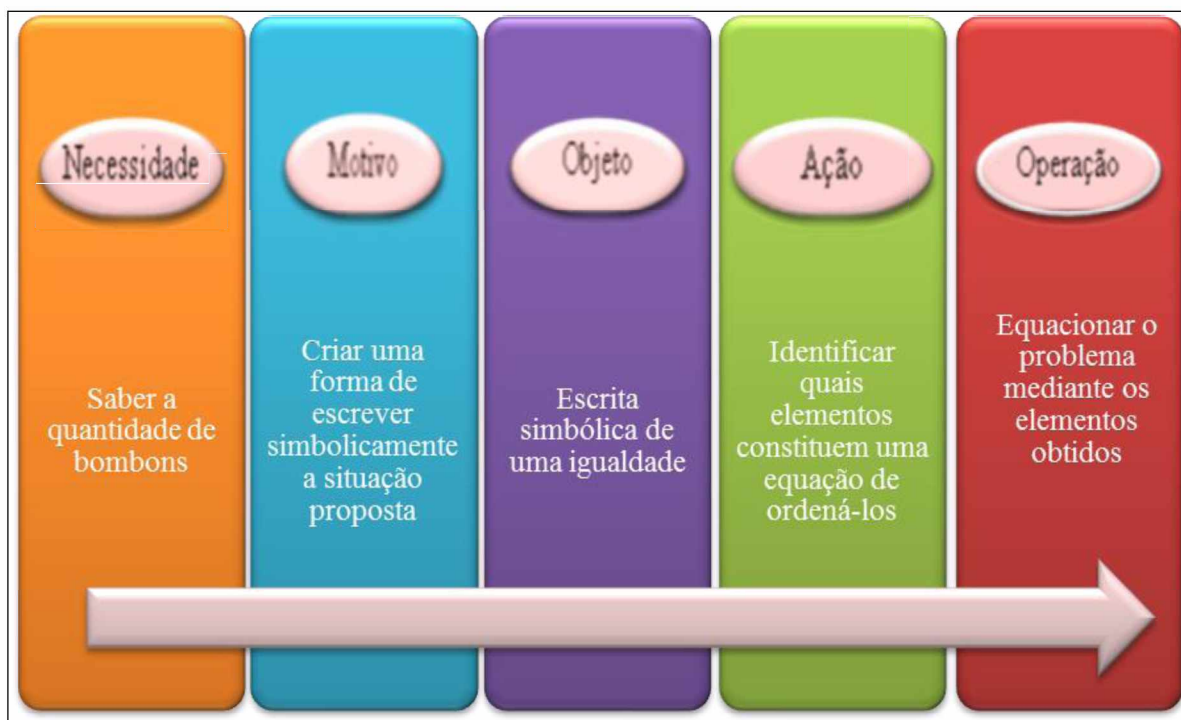 Necessidade
Saber a
quantidade de
bombons
Motivo
Criar uma
forma de
escrever
simbolicamente
a situação
proposta
Objeto
Escrita
simbólica de
uma igualdade
Ação
Identificar
quais
elementos
constituem uma
equação de
ordená-los
Operação
Equacionar o
problema
mediante os
elementos
obtidos